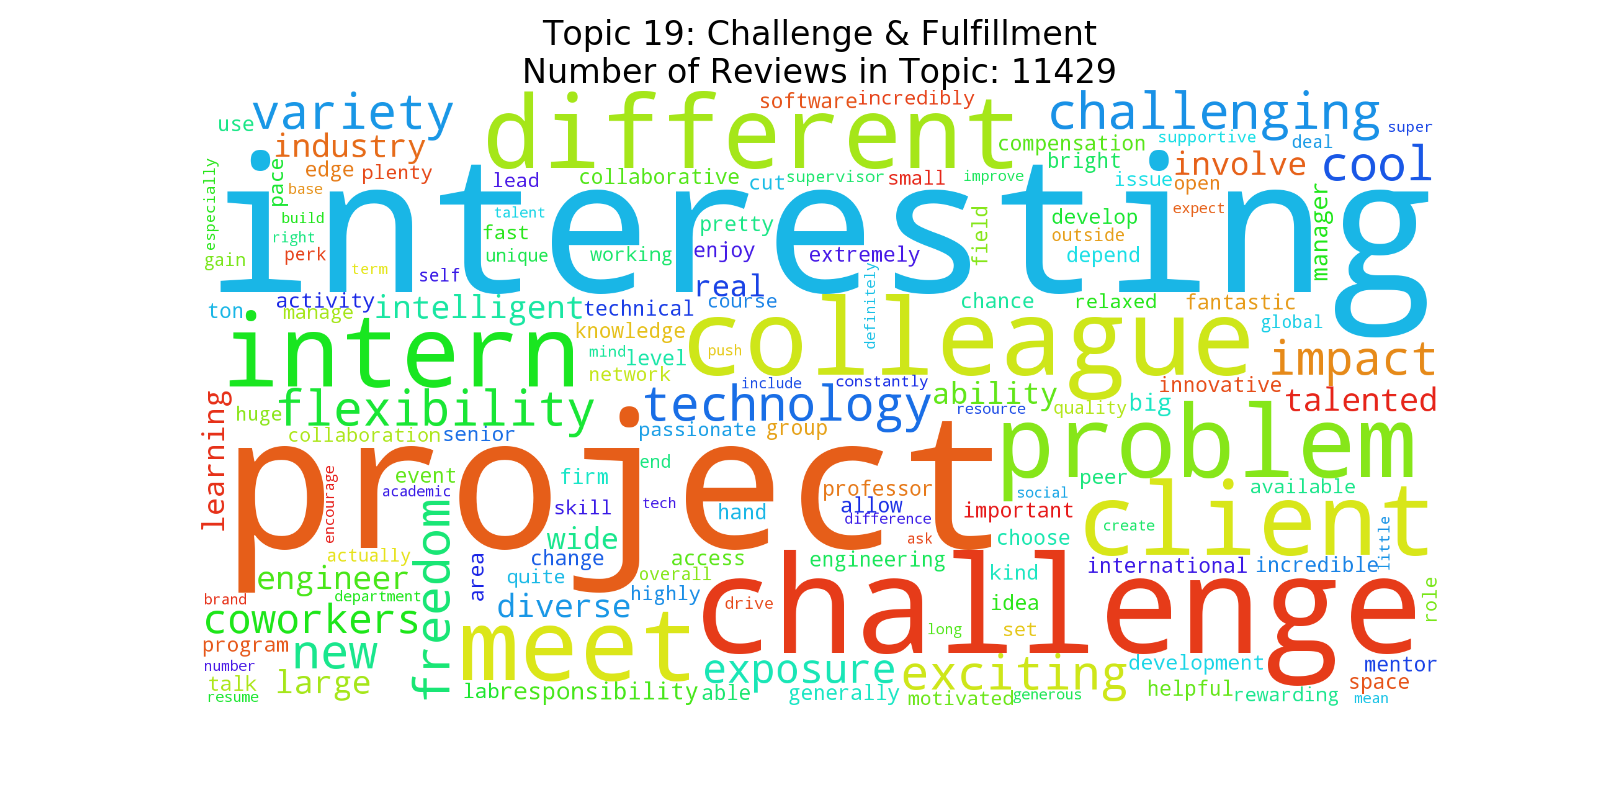 Topic 19: Challenge & Fulfillment
Number of Reviews in Topic: 11429
software incredibly
variety different challenging
use super
industry compensation supportive deal
edge plenty pace bright involve cool
especially base lead collaborative cut supervisor small improve issue open
interesting
build talent pretty develop expect manager
right fast field outside
gain perk unique working enjoy extremely depend
term self real
ton activity intelligent technical course definitely chance relaxed fantastic
manage knowledge colleague global
intern mind level push impact
network include constantly innovative
learning huge flexibility technology ability resource quality big talented
collaboration senior passionate group problem
project
encourage event academic firm end professor peer available
skill tech hand allow social
difference important client create little
freedom wide ask choose
actually area change access engineering international incredible
engineer quite overall kind role
brand department diverse highly drive challenge idea
coworkers meet long set
program new
number exposure exciting development mentor
talk large space
resume lab responsibility able generally motivated generous helpful rewarding mean